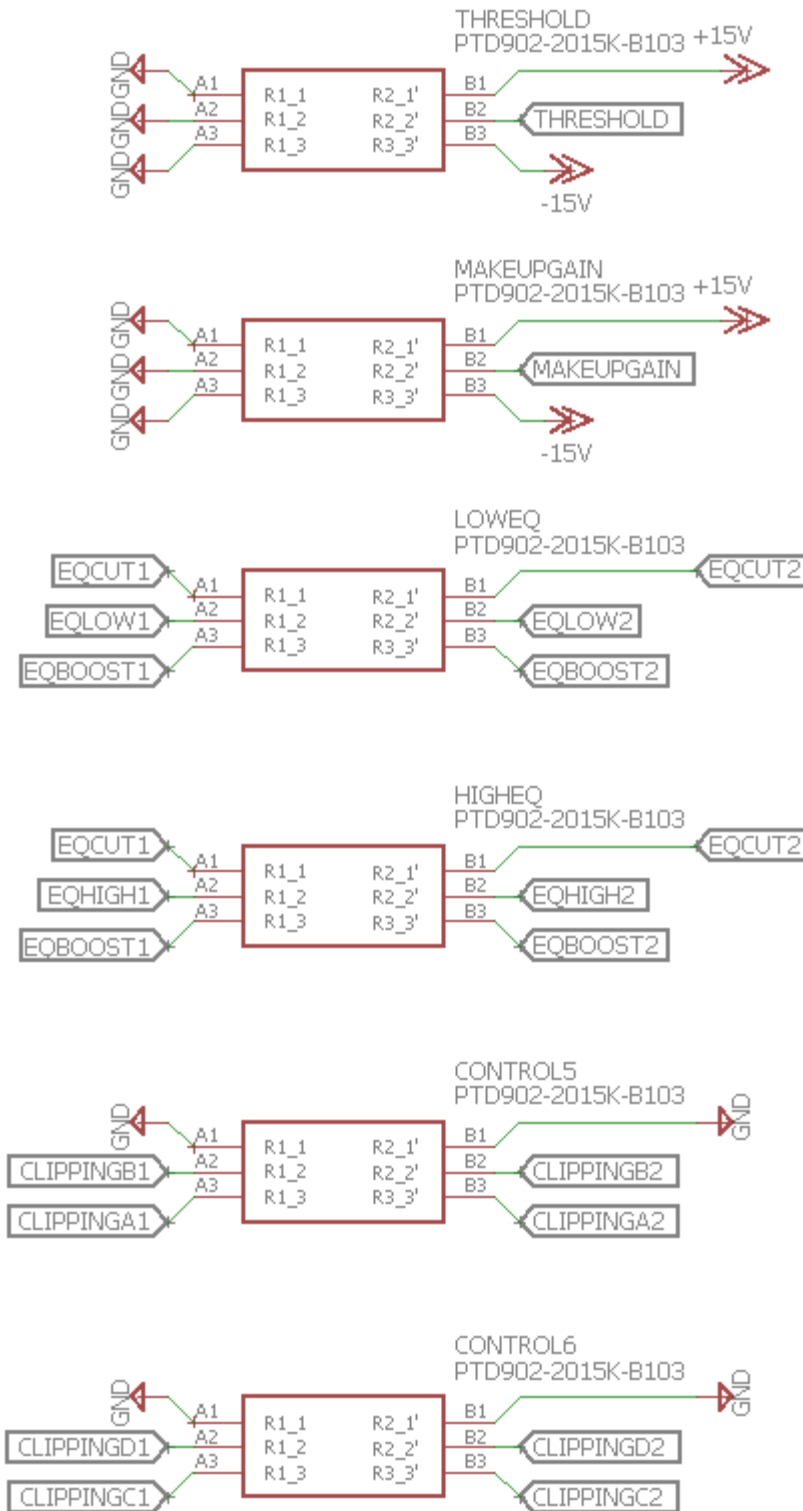 THRESHOLD
PTD902-2015K-B103 +15V
GND A1 R1_1 R2_1' B1
GND A2 R1_2 R2_2' B2 THRESHOLD
GND A3 R1_3 R3_3' B3
-15V
MAKEUPGAIN
PTD902-2015K-B103 +15V
GND A1 R1_1 R2_1' B1
GND A2 R1_2 R2_2' B2 MAKEUPGAIN
GND A3 R1_3 R3_3' B3
-15V
LOWEQ
PTD902-2015K-B103
EQCUT1 A1 R1_1 R2_1' B1 EQCUT2
EQLOW1 A2 R1_2 R2_2' B2 EQLOW2
EQBOOST1 A3 R1_3 R3_3' B3 EQBOOST2
HIGHEQ
PTD902-2015K-B103
EQCUT1 A1 R1_1 R2_1' B1 EQCUT2
EQHIGH1 A2 R1_2 R2_2' B2 EQHIGH2
EQBOOST1 A3 R1_3 R3_3' B3 EQBOOST2
CONTROL5
PTD902-2015K-B103
GND A1 R1_1 R2_1' B1 GND
CLIPPINGB1 A2 R1_2 R2_2' B2 CLIPPINGB2
CLIPPINGA1 A3 R1_3 R3_3' B3 CLIPPINGA2
CONTROL6
PTD902-2015K-B103
GND A1 R1_1 R2_1' B1 GND
CLIPPINGD1 A2 R1_2 R2_2' B2 CLIPPINGD2
CLIPPINGC1 A3 R1_3 R3_3' B3 CLIPPINGC2